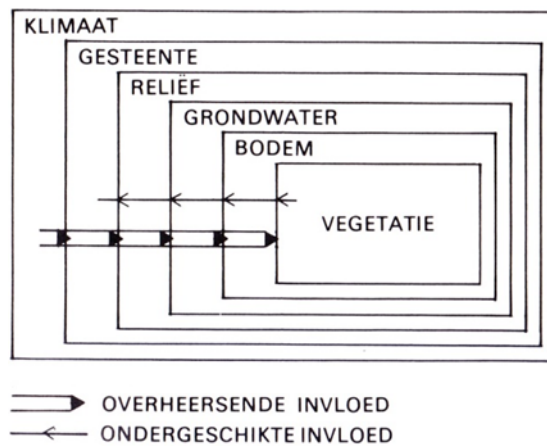 KLIMAAT
GESTEENTE
RELIËF
GRONDWATER
BODEM
VEGETATIE
OVERHEERSENDE INVLOED
ONDERGESCHIKTE INVLOED